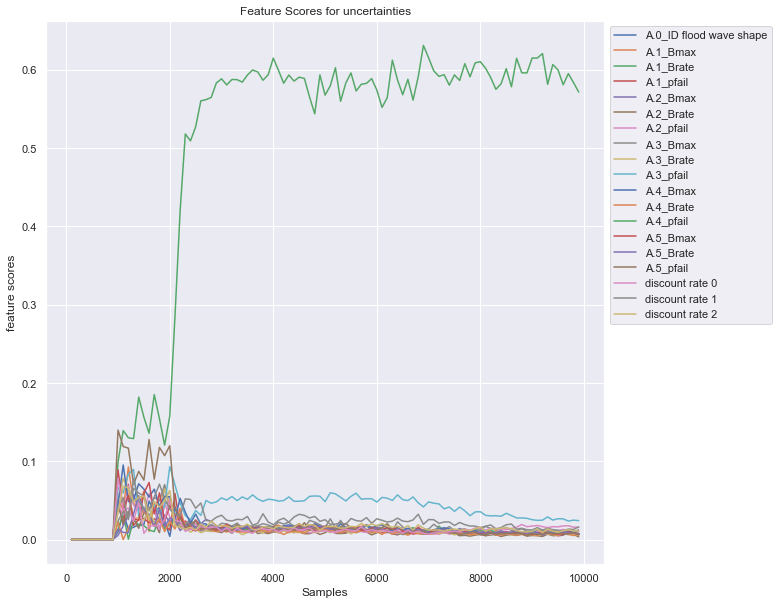 Feature Scores for uncertainties
feature scores
0.6
0.5
0.4
0.3
0.2
0.1
0.0
0
2000
4000
6000
8000
10000
Samples
A.0_ID flood wave shape
A.1_Bmax
A.1_Brate
A.1_pfail
A.2_Bmax
A.2_Brate
A.2_pfail
A.3_Bmax
A.3_Brate
A.3_pfail
A.4_Bmax
A.4_Brate
A.4_pfail
A.5_Bmax
A.5_Brate
A.5_pfail
discount rate 0
discount rate 1
discount rate 2